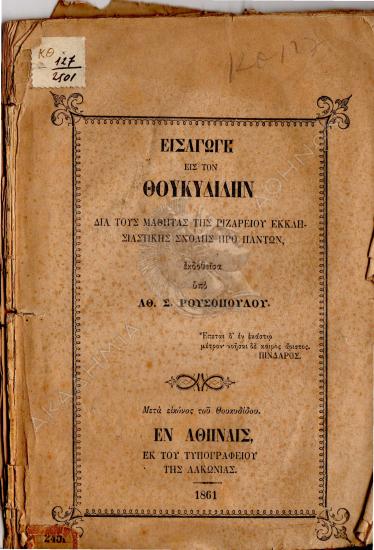 ΚΘ
127
2501
ΕΙΣΑΓΩΓΗ
ΕΙΣ ΤΟΝ
ΘΟΥΚΥΔΙΔΗΝ
ΔΙΑ ΤΟΥΣ ΜΑΘΗΤΑΣ ΤΗΣ ΡΙΖΑΡΕΙΟΥ ΕΚΚΛΗ-
ΣΙΑΣΤΙΚΗΣ ΣΧΟΛΗΣ ΠΡΟ ΠΑΝΤΩΝ,
ἐκδοθεῖσα
ὑπὸ
ΑΘ. Σ. ΡΟΥΣΟΠΟΥΛΟΥ.
Ἕπεται δ' ἐν ἑκάστῳ
μέτρον· νοῆσαι δὲ καιρὸς ἄριστος.
ΠΙΝΔΑΡΟΣ.
Μετὰ εἰκόνος τοῦ Θουκυδίδου.
ΕΝ ΑΘΗΝΑΙΣ,
ΕΚ ΤΟΥ ΤΥΠΟΓΡΑΦΕΙΟΥ
ΤΗΣ ΛΑΚΩΝΙΑΣ.
1861